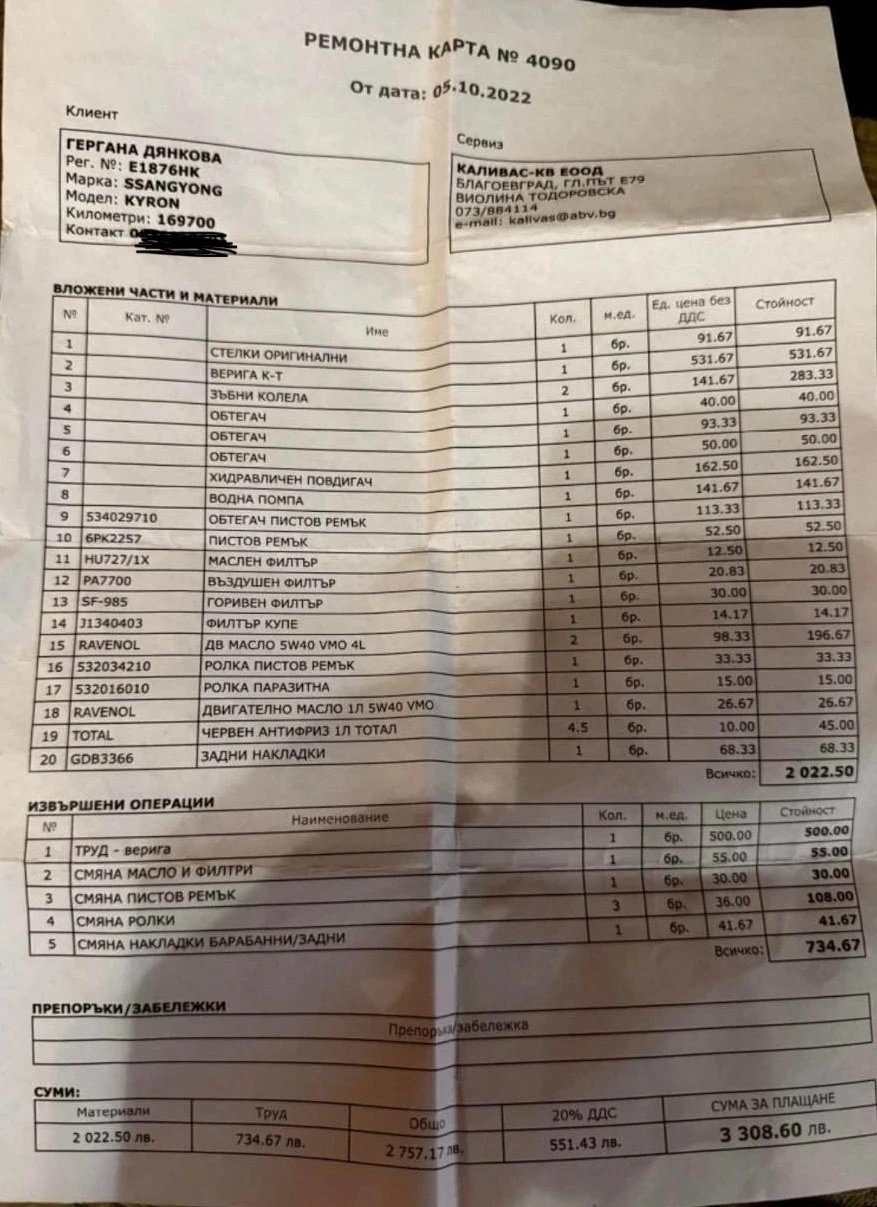 РЕМОНТНА КАРТА № 4090
От дата: 05.10.2022
Клиент
ГЕРГАНА ДЯНКОВА
Рег. №: E1876HK
Марка: SSANGYONG
Модел: KYRON
Километри: 169700
Контакт 0
Сервиз
КАЛИВАС-КВ ЕООД
БЛАГОЕВГРАД, ГЛ.ПЪТ Е79
ВИОЛИНА ТОДОРОВСКА
073/884114
e-mail: kalivas@abv.bg
ВЛОЖЕНИ ЧАСТИ И МАТЕРИАЛИ
№ Кат. № Име Кол. м.ед. Ед. цена без ДДС Стойност
1 СТЕЛКИ ОРИГИНАЛНИ 1 бр. 91.67 91.67
2 ВЕРИГА К-Т 1 бр. 531.67 531.67
3 ЗЪБНИ КОЛЕЛА 2 бр. 141.67 283.33
4 ОБТЕГАЧ 1 бр. 40.00 40.00
5 ОБТЕГАЧ 1 бр. 93.33 93.33
6 ОБТЕГАЧ 1 бр. 50.00 50.00
7 ХИДРАВЛИЧЕН ПОВДИГАЧ 1 бр. 162.50 162.50
8 ВОДНА ПОМПА 1 бр. 141.67 141.67
9 534029710 ОБТЕГАЧ ПИСТОВ РЕМЪК 1 бр. 113.33 113.33
10 6PK2257 ПИСТОВ РЕМЪК 1 бр. 52.50 52.50
11 HU727/1X МАСЛЕН ФИЛТЪР 1 бр. 12.50 12.50
12 PA7700 ВЪЗДУШЕН ФИЛТЪР 1 бр. 20.83 20.83
13 SF-985 ГОРИВЕН ФИЛТЪР 1 бр. 30.00 30.00
14 J1340403 ФИЛТЪР КУПЕ 1 бр. 14.17 14.17
15 RAVENOL ДВ МАСЛО 5W40 VMO 4L 2 бр. 98.33 196.67
16 532034210 РОЛКА ПИСТОВ РЕМЪК 1 бр. 33.33 33.33
17 532016010 РОЛКА ПАРАЗИТНА 1 бр. 15.00 15.00
18 RAVENOL ДВИГАТЕЛНО МАСЛО 1Л 5W40 VMO 1 бр. 26.67 26.67
19 TOTAL ЧЕРВЕН АНТИФРИЗ 1Л ТОТАЛ 4.5 бр. 10.00 45.00
20 GDB3366 ЗАДНИ НАКЛАДКИ 1 бр. 68.33 68.33
Всичко: 2 022.50
ИЗВЪРШЕНИ ОПЕРАЦИИ
№ Наименование Кол. м.ед. Цена Стойност
1 ТРУД - верига 1 бр. 500.00 500.00
2 СМЯНА МАСЛО И ФИЛТРИ 1 бр. 55.00 55.00
3 СМЯНА ПИСТОВ РЕМЪК 1 бр. 30.00 30.00
4 СМЯНА РОЛКИ 3 бр. 36.00 108.00
5 СМЯНА НАКЛАДКИ БАРАБАННИ/ЗАДНИ 1 бр. 41.67 41.67
Всичко: 734.67
ПРЕПОРЪКИ/ЗАБЕЛЕЖКИ
Препоръка/забележка
СУМИ:
Материали Труд Общо 20% ДДС СУМА ЗА ПЛАЩАНЕ
2 022.50 лв. 734.67 лв. 2 757.17 лв. 551.43 лв. 3 308.60 ЛВ.